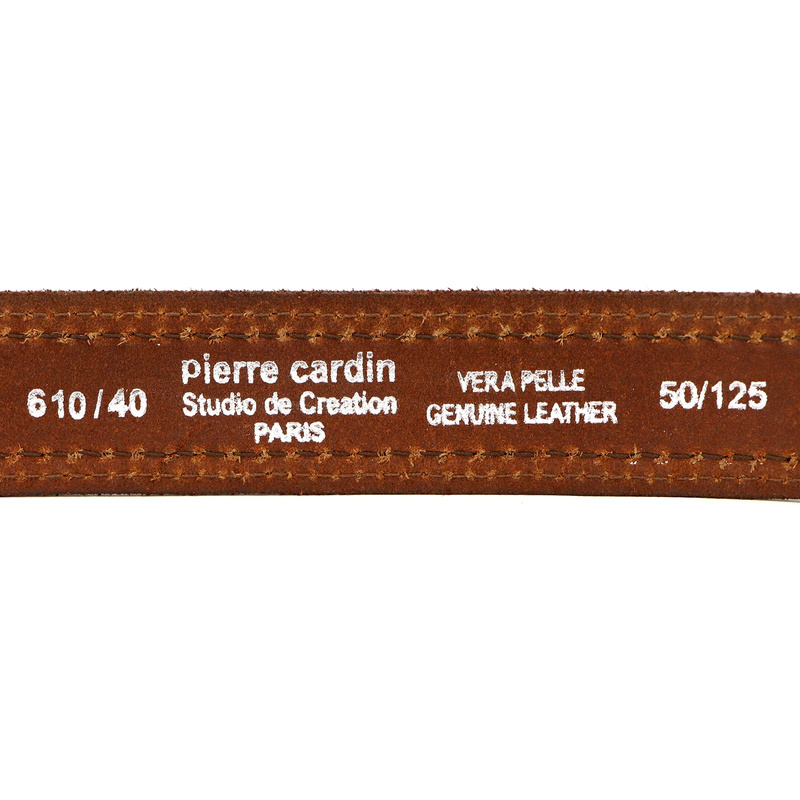 610/40
pierre cardin
Studio de Creation
PARIS
VERA PELLE
GENUINE LEATHER
50/125